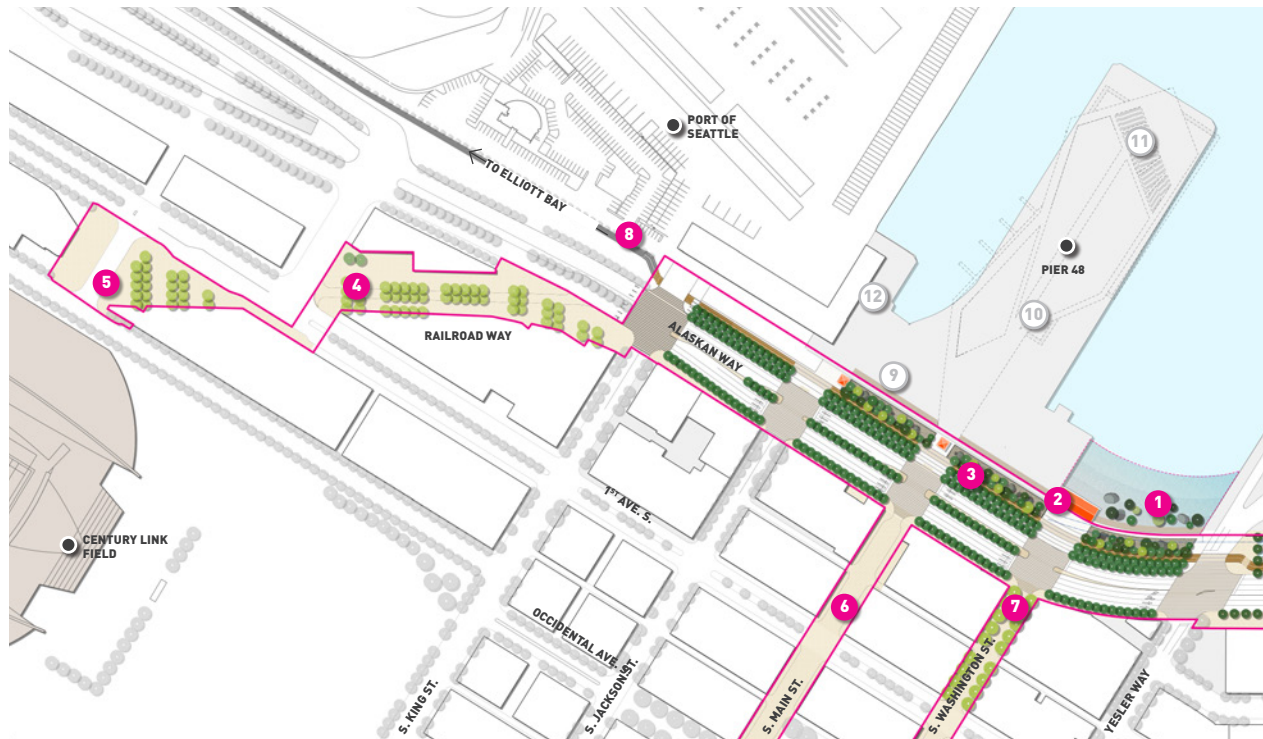 11
PORT OF
SEATTLE
TO ELLIOTT BAY
8
PIER 48
5
4
12
10
RAILROAD WAY
ALASKAN WAY
9
3
2
1
1ST AVE. S.
CENTURY LINK
FIELD
6
7
OCCIDENTAL AVE. S.
S. KING ST.
S. JACKSON ST.
S. MAIN ST.
S. WASHINGTON ST.
YESLER WAY